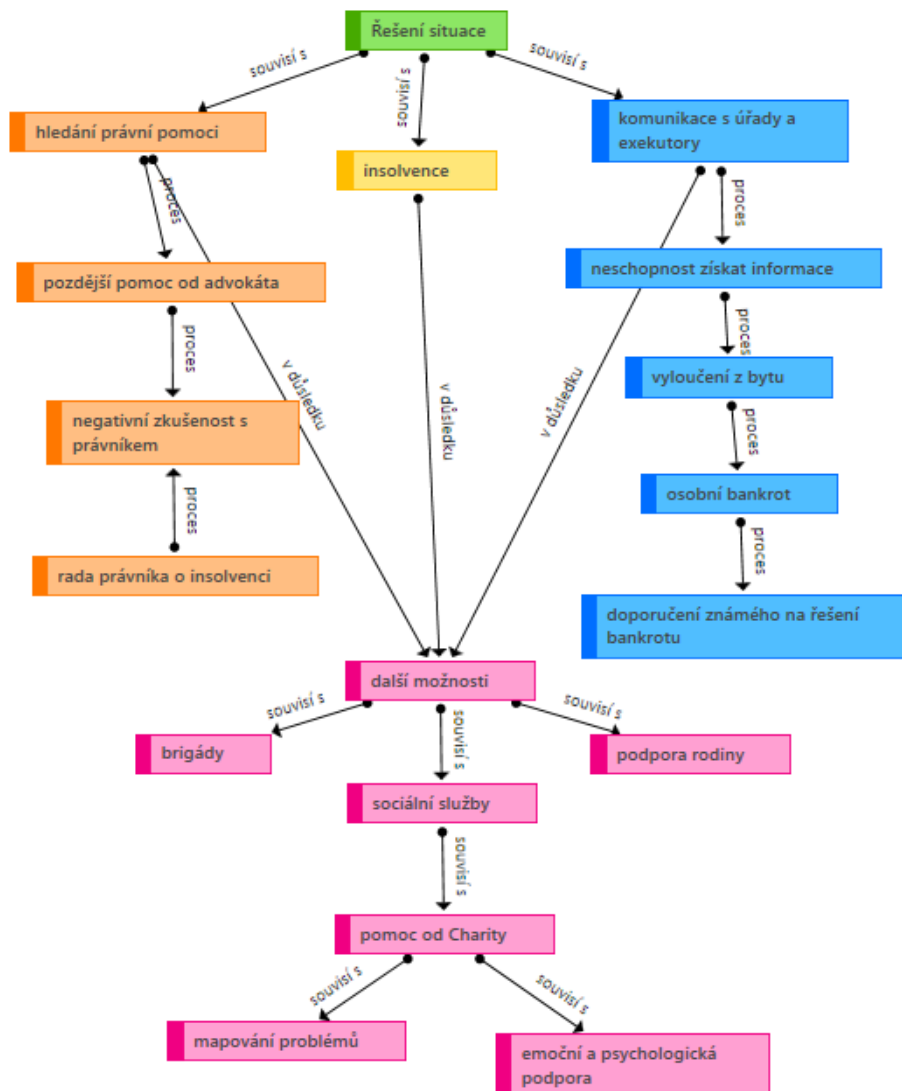 Řešení situace
souvisí s
souvisí s
souvisí s
hledání právní pomoci
komunikace s úřady a
exekutory
insolvence
proces
proces
pozdější pomoc od advokáta
neschopnost získat informace
proces
proces
v důsledku
v důsledku
v důsledku
vyloučení z bytu
negativní zkušenost s
právníkem
proces
proces
osobní bankrot
rada právníka o insolvenci
proces
doporučení známého na řešení
bankrotu
další možnosti
souvisí s
souvisí s
souvisí s
brigády
podpora rodiny
sociální služby
souvisí s
pomoc od Charity
souvisí s
souvisí s
mapování problémů
emoční a psychologická
podpora